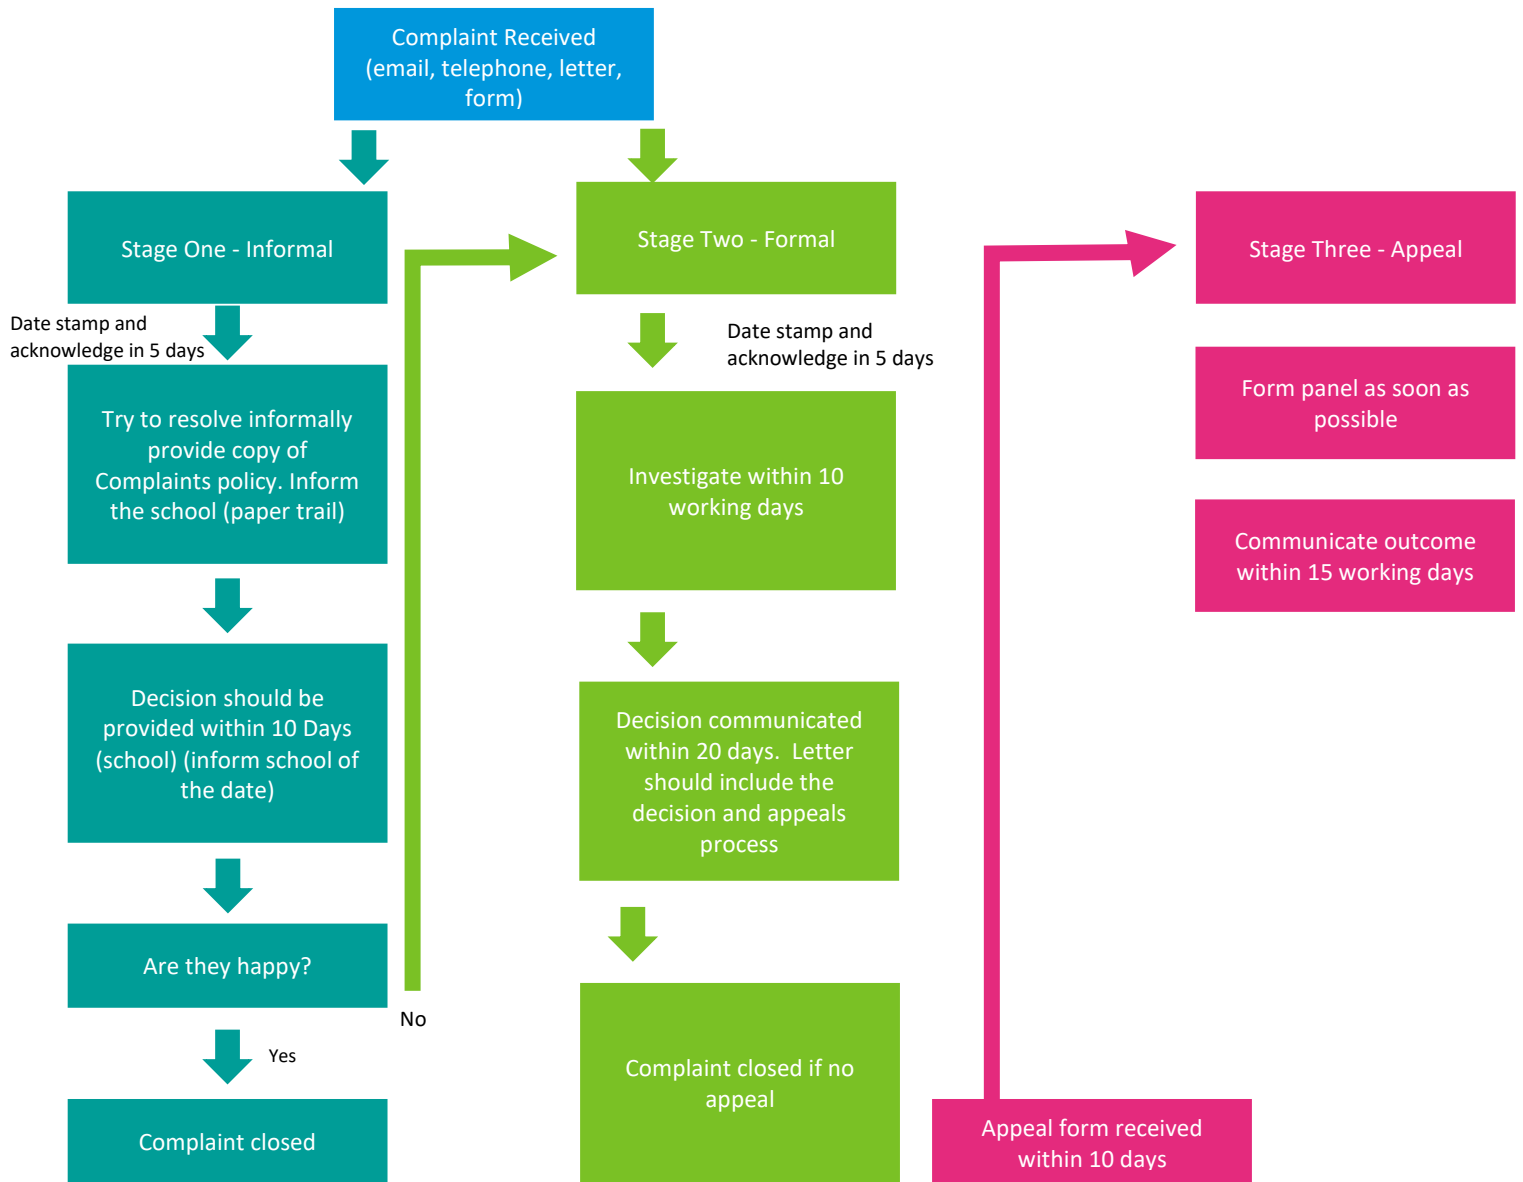 Complaint Received
(email, telephone, letter,
form)
Stage One - Informal
Date stamp and
acknowledge in 5 days
Try to resolve informally
provide copy of
Complaints policy. Inform
the school (paper trail)
Decision should be
provided within 10 Days
(school) (inform school of
the date)
Are they happy?
No
Yes
Complaint closed
Stage Two - Formal
Date stamp and
acknowledge in 5 days
Investigate within 10
working days
Decision communicated
within 20 days.  Letter
should include the
decision and appeals
process
Complaint closed if no
appeal
Appeal form received
within 10 days
Stage Three - Appeal
Form panel as soon as
possible
Communicate outcome
within 15 working days